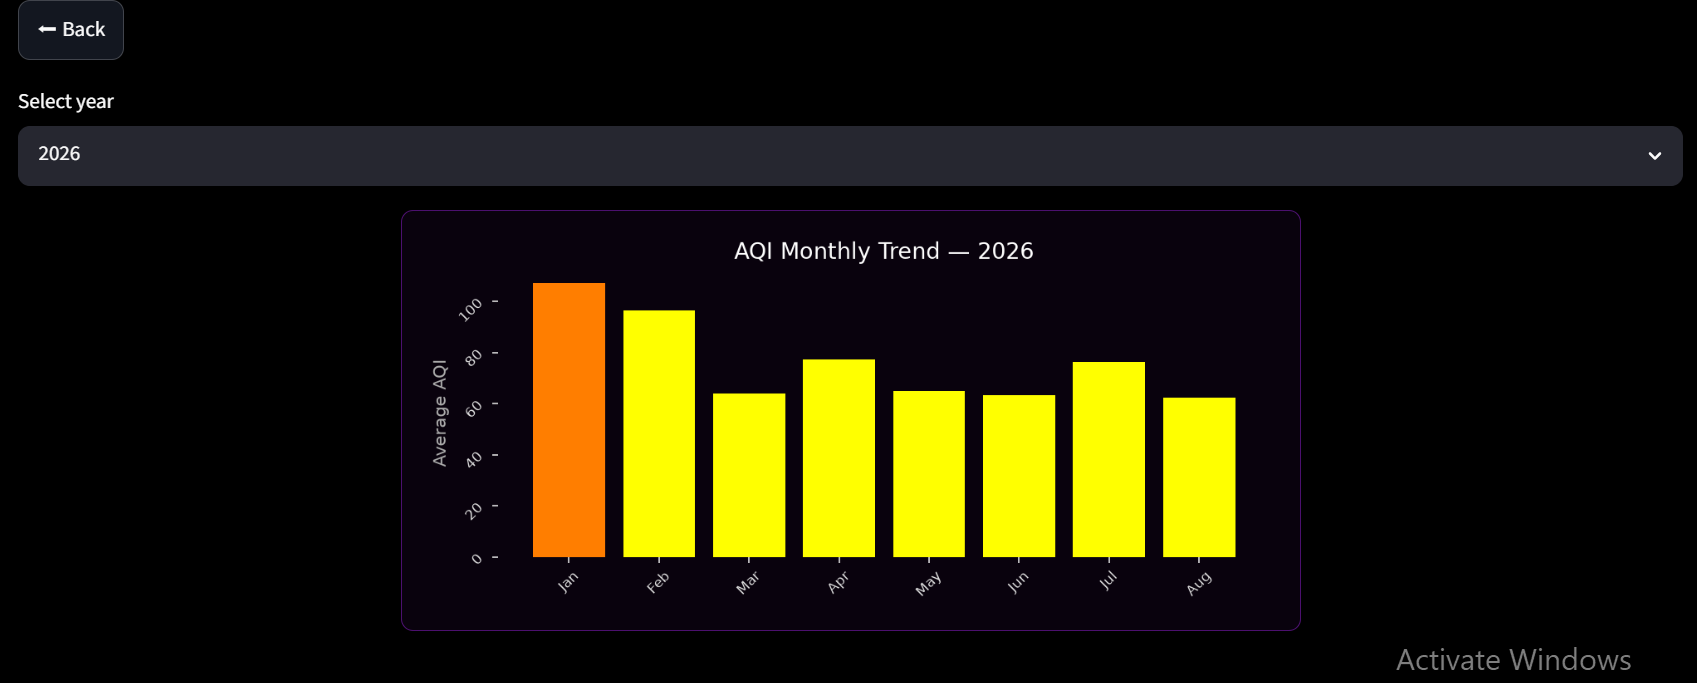 ← Back
Select year
2026
AQI Monthly Trend — 2026
Average AQI
100
80
60
40
20
0
Jan
Feb
Mar
Apr
May
Jun
Jul
Aug
Activate Windows